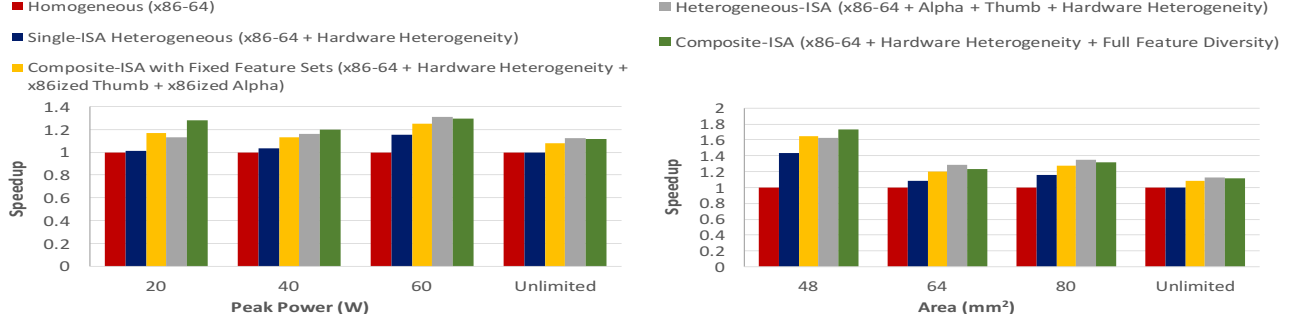 Homogeneous (x86-64)
Single-ISA Heterogeneous (x86-64 + Hardware Heterogeneity)
Composite-ISA with Fixed Feature Sets (x86-64 + Hardware Heterogeneity +
x86ized Thumb + x86ized Alpha)
Heterogeneous-ISA (x86-64 + Alpha + Thumb + Hardware Heterogeneity)
Composite-ISA (x86-64 + Hardware Heterogeneity + Full Feature Diversity)
1.4
1.2
1
0.8
0.6
0.4
0.2
0
Speedup
20 40 60 Unlimited
Peak Power (W)
2
1.8
1.6
1.4
1.2
1
0.8
0.6
0.4
0.2
0
Speedup
48 64 80 Unlimited
Area (mm²)